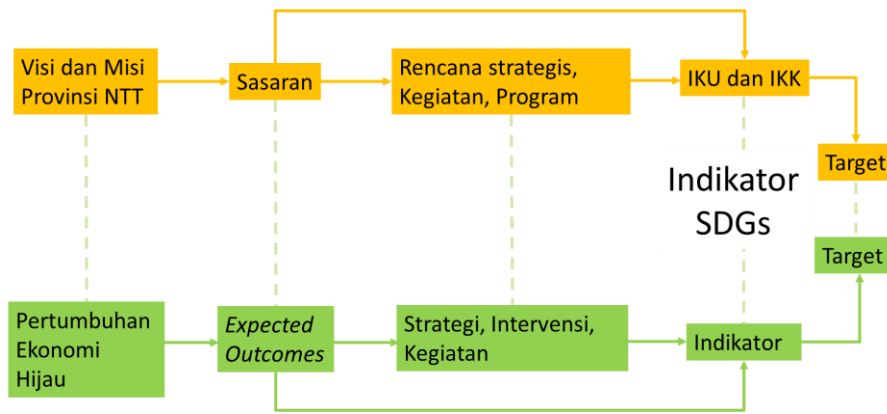 Visi dan Misi
Provinsi NTT
Sasaran
Rencana strategis,
Kegiatan, Program
IKU dan IKK
Target
Indikator
SDGs
Target
Pertumbuhan
Ekonomi
Hijau
Expected
Outcomes
Strategi, Intervensi,
Kegiatan
Indikator